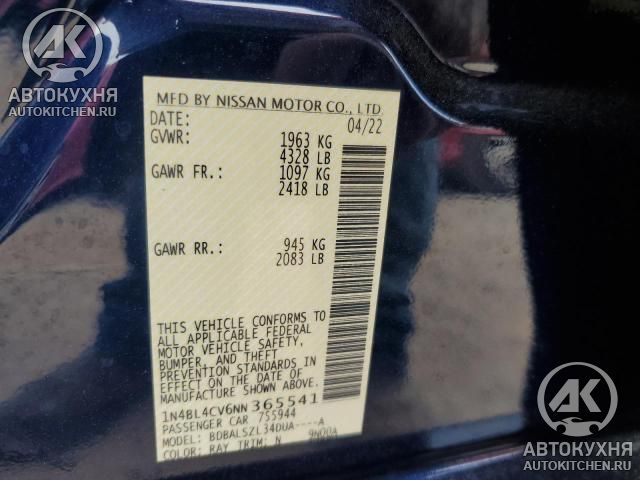 АК
АВТОКУХНЯ
AUTOKITCHEN.RU
MFD BY NISSAN MOTOR CO., LTD.
DATE: 04/22
GVWR: 1963 KG
4328 LB
GAWR FR.: 1097 KG
2418 LB
GAWR RR.: 945 KG
2083 LB
THIS VEHICLE CONFORMS TO
ALL APPLICABLE FEDERAL
MOTOR VEHICLE SAFETY,
BUMPER, AND THEFT
PREVENTION STANDARDS IN
EFFECT ON THE DATE OF
MANUFACTURE SHOWN ABOVE.
1N4BL4CV6NN365541
PASSENGER CAR 755944
MODEL: BDBALSZL34DUA----A
COLOR: RAY TRIM: N 9N00A
АК
АВТОКУХНЯ
AUTOKITCHEN.RU